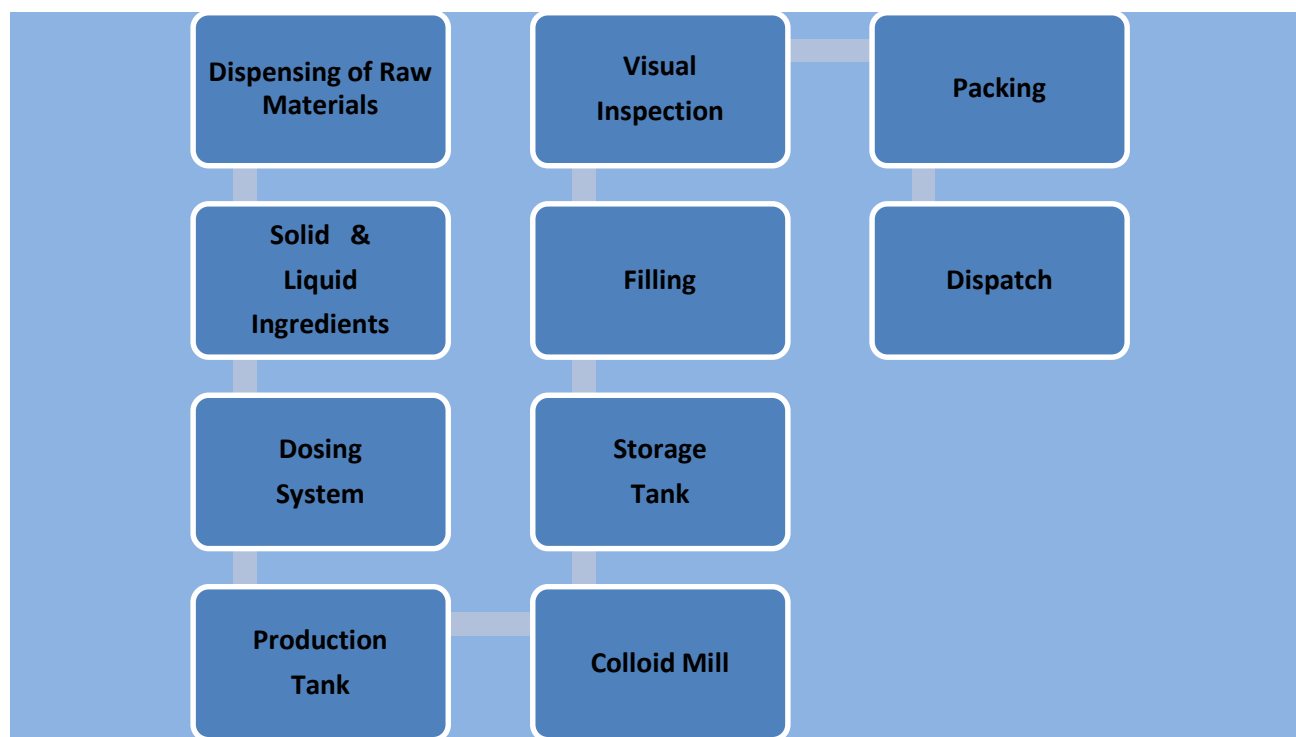 Dispensing of Raw
Materials
Solid &
Liquid
Ingredients
Dosing
System
Production
Tank
Colloid Mill
Storage
Tank
Filling
Visual
Inspection
Packing
Dispatch